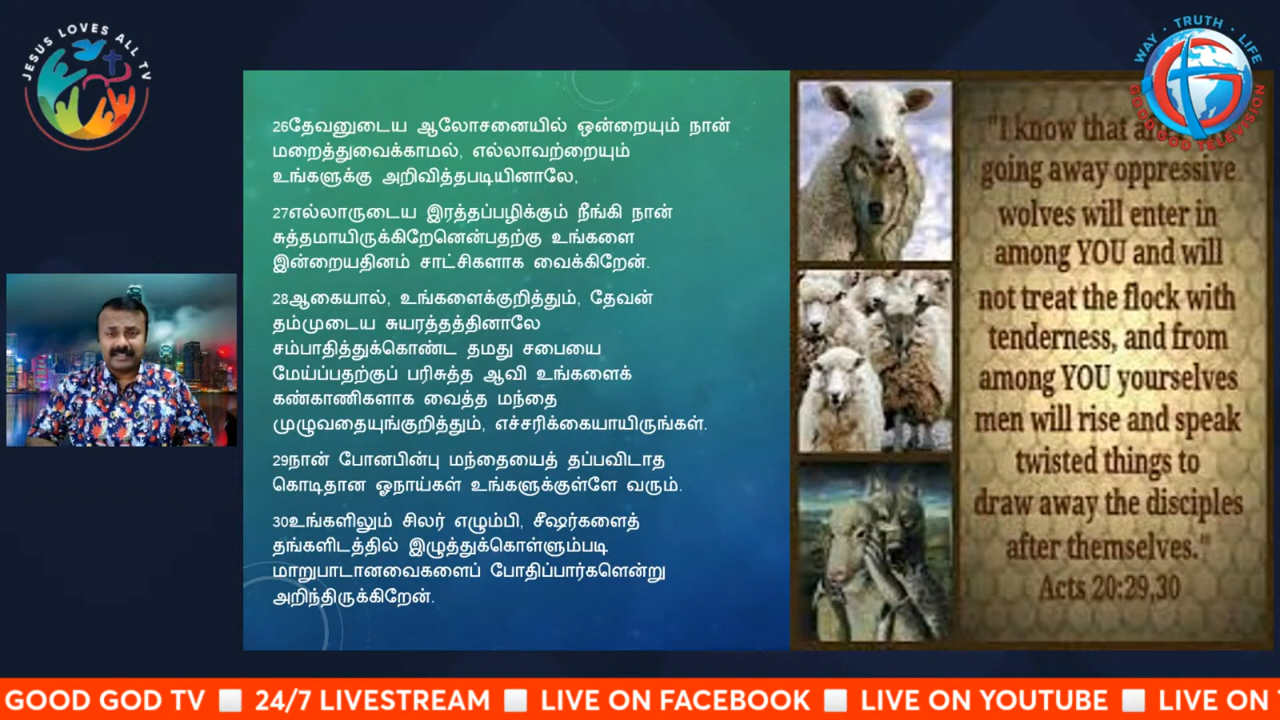 JESUS LOVES ALL TV
WAY · TRUTH · LIFE
GOOD GOD TELEVISION
26தேவனுடைய ஆலோசனையில் ஒன்றையும் நான்
மறைத்துவைக்காமல், எல்லாவற்றையும்
உங்களுக்கு அறிவித்தபடியினாலே,
27எல்லாருடைய இரத்தப்பழிக்கும் நீங்கி நான்
சுத்தமாயிருக்கிறேனென்பதற்கு உங்களை
இன்றையதினம் சாட்சிகளாக வைக்கிறேன்.
28ஆகையால், உங்களைக்குறித்தும், தேவன்
தம்முடைய சுயரத்தத்தினாலே
சம்பாதித்துக்கொண்ட தமது சபையை
மேய்ப்பதற்குப் பரிசுத்த ஆவி உங்களைக்
கண்காணிகளாக வைத்த மந்தை
முழுவதையுங்குறித்தும், எச்சரிக்கையாயிருங்கள்.
29நான் போனபின்பு மந்தையைத் தப்பவிடாத
கொடிதான ஓநாய்கள் உங்களுக்குள்ளே வரும்.
30உங்களிலும் சிலர் எழும்பி, சீஷர்களைத்
தங்களிடத்தில் இழுத்துக்கொள்ளும்படி
மாறுபாடானவைகளைப் போதிப்பார்களென்று
அறிந்திருக்கிறேன்.
"I know that
going away oppressive
wolves will enter in
among YOU and will
not treat the flock with
tenderness, and from
among YOU yourselves
men will rise and speak
twisted things to
draw away the disciples
after themselves."
Acts 20:29,30
GOOD GOD TV 24/7 LIVESTREAM LIVE ON FACEBOOK LIVE ON YOUTUBE LIVE ON